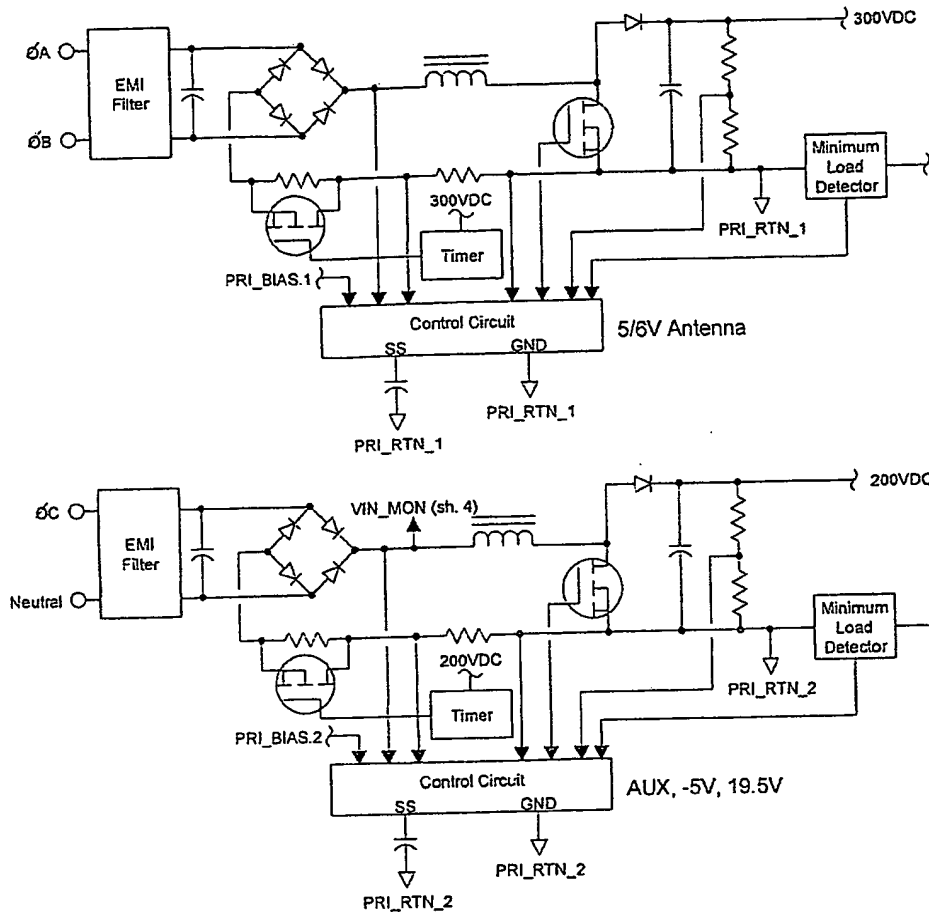 300VDC
ØA
EMI
Filter
ØB
Minimum
Load
Detector
300VDC
PRI_RTN_1
Timer
PRI_BIAS.1
Control Circuit
5/6V Antenna
SS
GND
PRI_RTN_1
PRI_RTN_1
200VDC
ØC
VIN_MON (sh. 4)
EMI
Filter
Neutral
Minimum
Load
Detector
200VDC
PRI_RTN_2
Timer
PRI_BIAS.2
Control Circuit
AUX, -5V, 19.5V
SS
GND
PRI_RTN_2
PRI_RTN_2